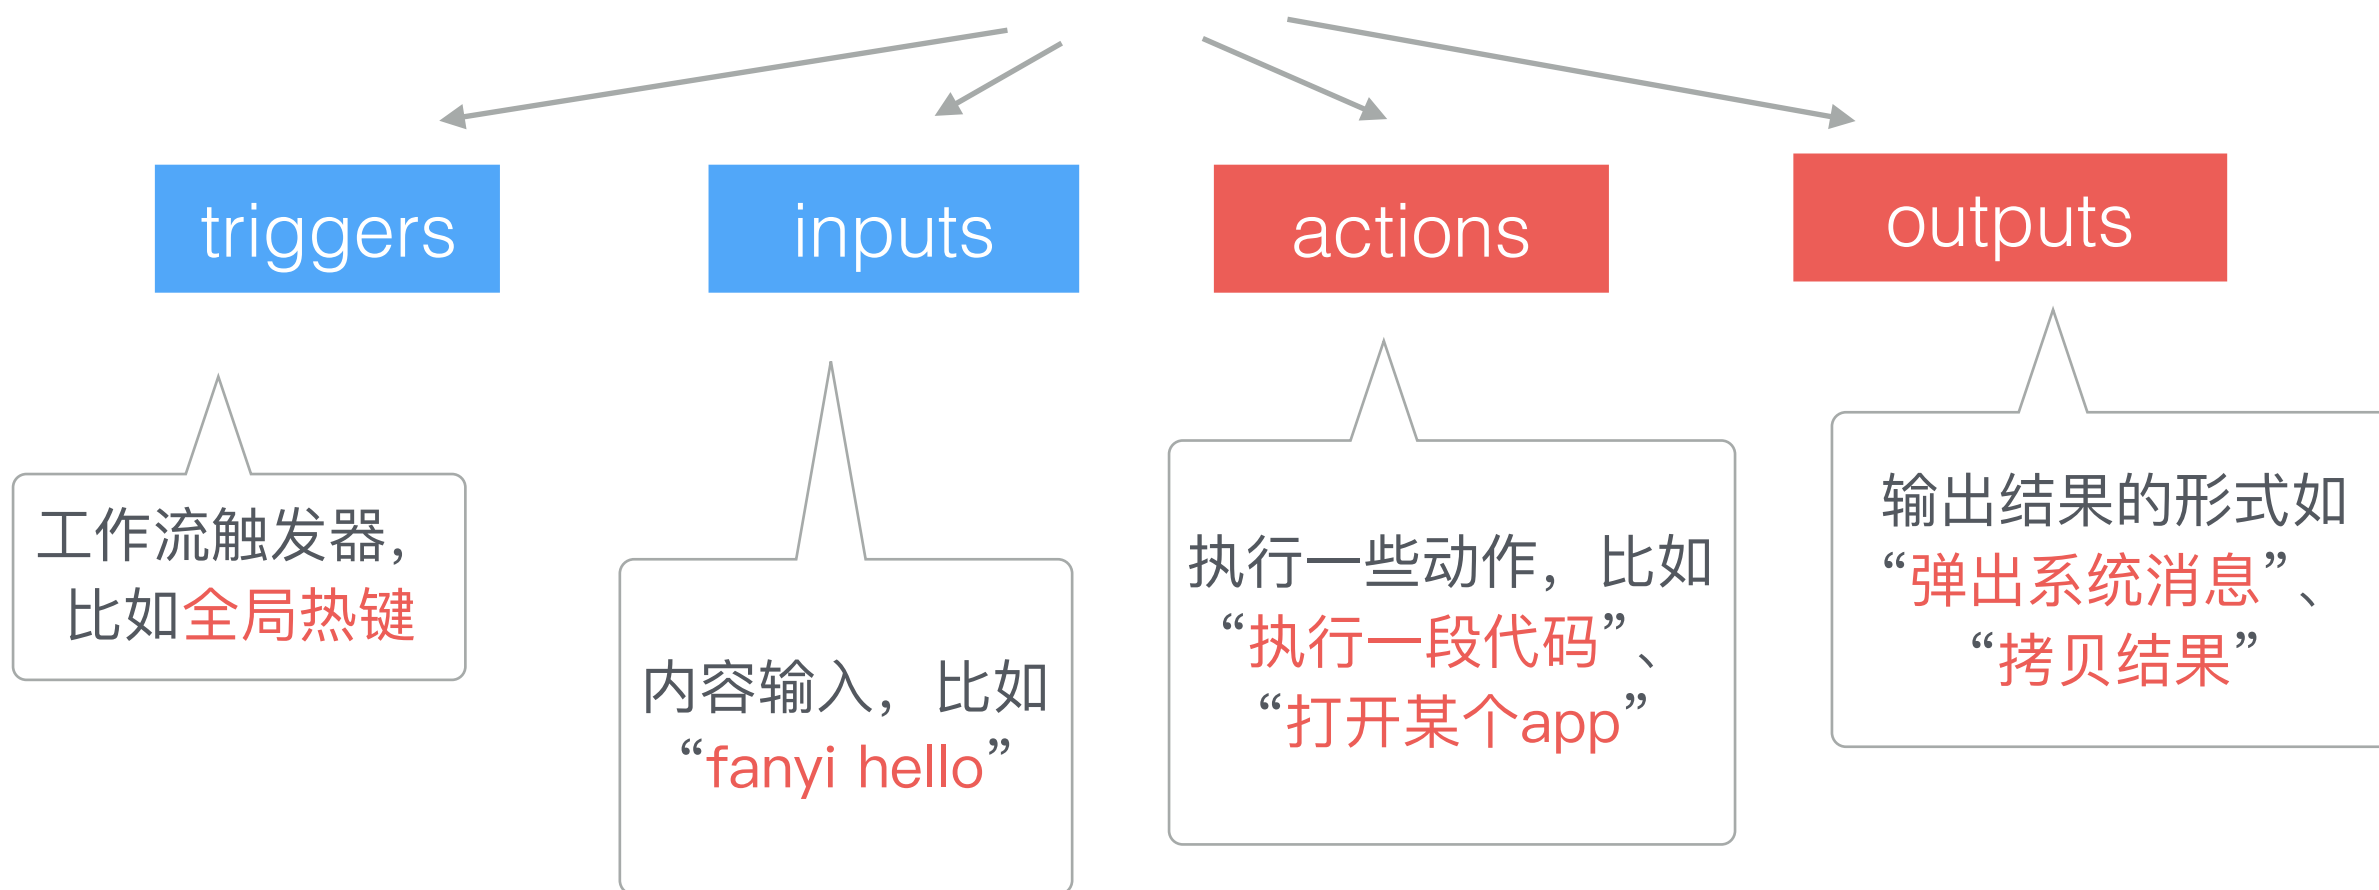 triggers
inputs
actions
outputs
工作流触发器，
比如全局热键
内容输入，比如
“fanyi hello”
执行一些动作，比如
“执行一段代码”、
“打开某个app”
输出结果的形式如
“弹出系统消息”、
“拷贝结果”